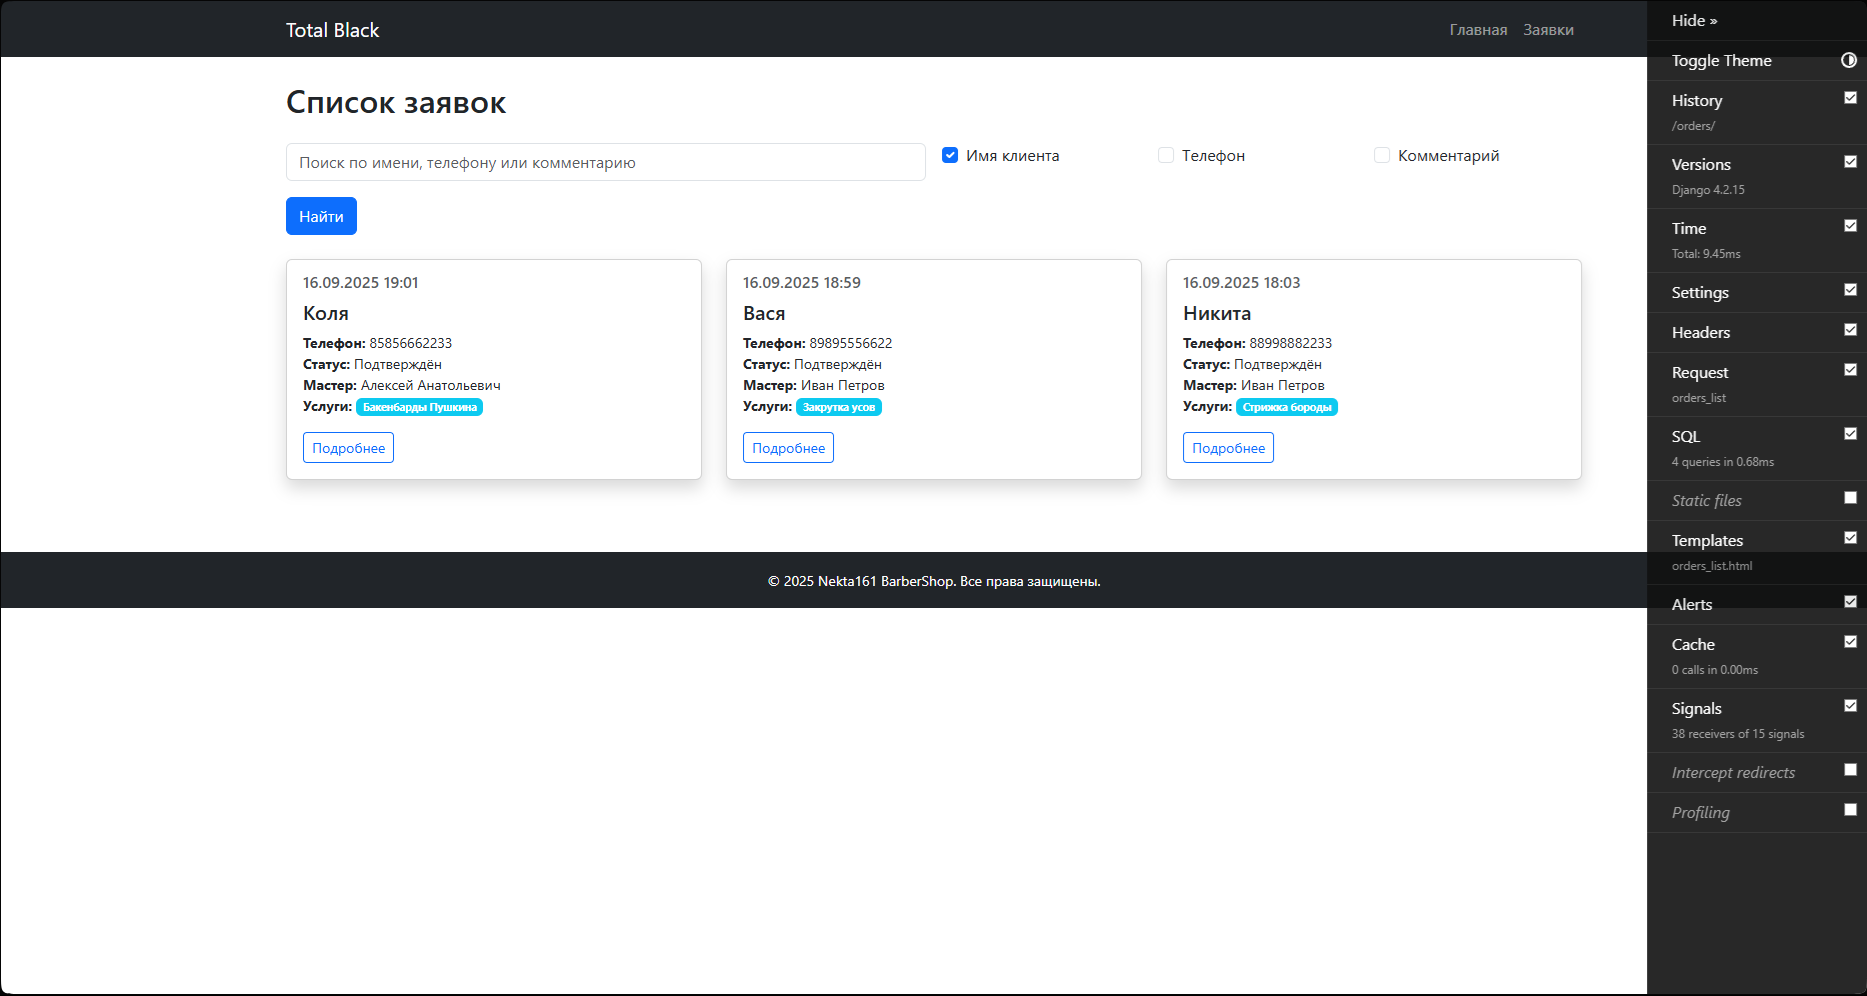 Total Black
Главная
Заявки
Список заявок
Поиск по имени, телефону или комментарию
Имя клиента
Телефон
Комментарий
Найти
16.09.2025 19:01
Коля
Телефон: 85856662233
Статус: Подтверждён
Мастер: Алексей Анатольевич
Услуги: Бакенбарды Пушкина
Подробнее
16.09.2025 18:59
Вася
Телефон: 89895556622
Статус: Подтверждён
Мастер: Иван Петров
Услуги: Закрутка усов
Подробнее
16.09.2025 18:03
Никита
Телефон: 88998882233
Статус: Подтверждён
Мастер: Иван Петров
Услуги: Стрижка бороды
Подробнее
© 2025 Nekta161 BarberShop. Все права защищены.
Hide »
Toggle Theme
History
/orders/
Versions
Django 4.2.15
Time
Total: 9.45ms
Settings
Headers
Request
orders_list
SQL
4 queries in 0.68ms
Static files
Templates
orders_list.html
Alerts
Cache
0 calls in 0.00ms
Signals
38 receivers of 15 signals
Intercept redirects
Profiling